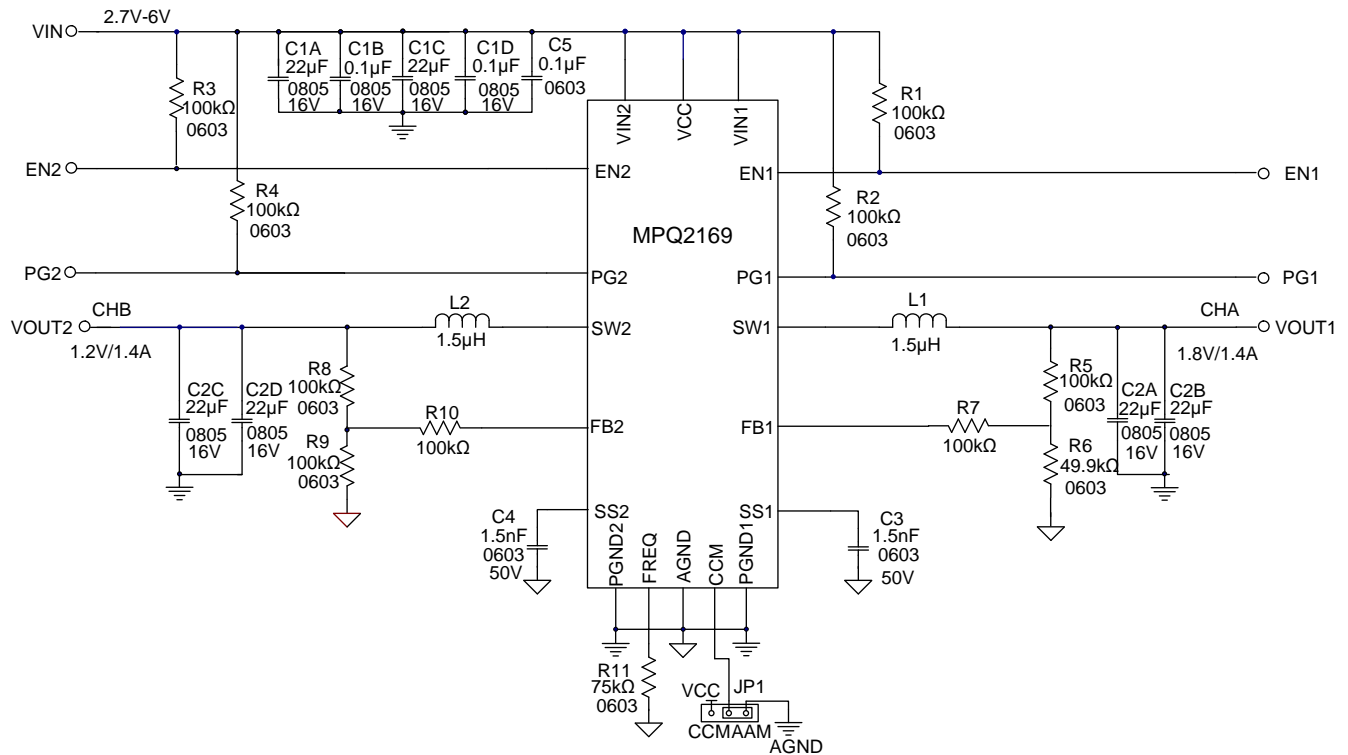 2.7V-6V
VIN
C1A
22µF
0805
16V
C1B
0.1µF
0805
16V
C1C
22µF
0805
16V
C1D
0.1µF
0805
16V
C5
0.1µF
0603
R3
100kΩ
0603
R1
100kΩ
0603
VIN2
VCC
VIN1
EN2
EN2
EN1
EN1
R4
100kΩ
0603
R2
100kΩ
0603
MPQ2169
PG2
PG2
PG1
PG1
CHB
VOUT2
1.2V/1.4A
L2
1.5µH
SW2
SW1
L1
1.5µH
CHA
VOUT1
1.8V/1.4A
C2C
22µF
0805
16V
C2D
22µF
0805
16V
R8
100kΩ
0603
R9
100kΩ
0603
R10
100kΩ
FB2
FB1
R7
100kΩ
R5
100kΩ
0603
R6
49.9kΩ
0603
C2A
22µF
0805
16V
C2B
22µF
0805
16V
C4
1.5nF
0603
50V
SS2
SS1
C3
1.5nF
0603
50V
PGND2
FREQ
AGND
CCM
PGND1
R11
75kΩ
0603
VCC
JP1
CCMAAM
AGND